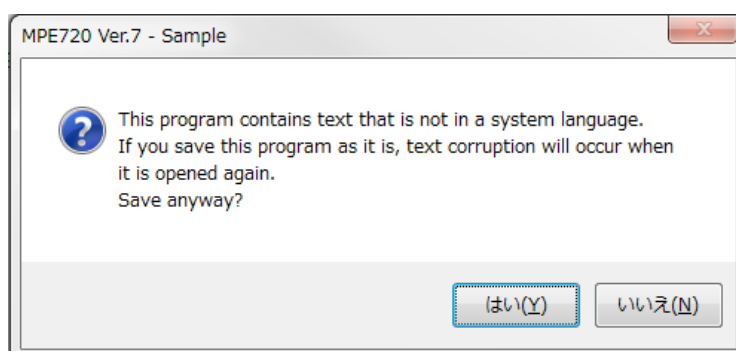 MPE720 Ver.7 - Sample
This program contains text that is not in a system language.
If you save this program as it is, text corruption will occur when
it is opened again.
Save anyway?
はい(Y)
いいえ(N)